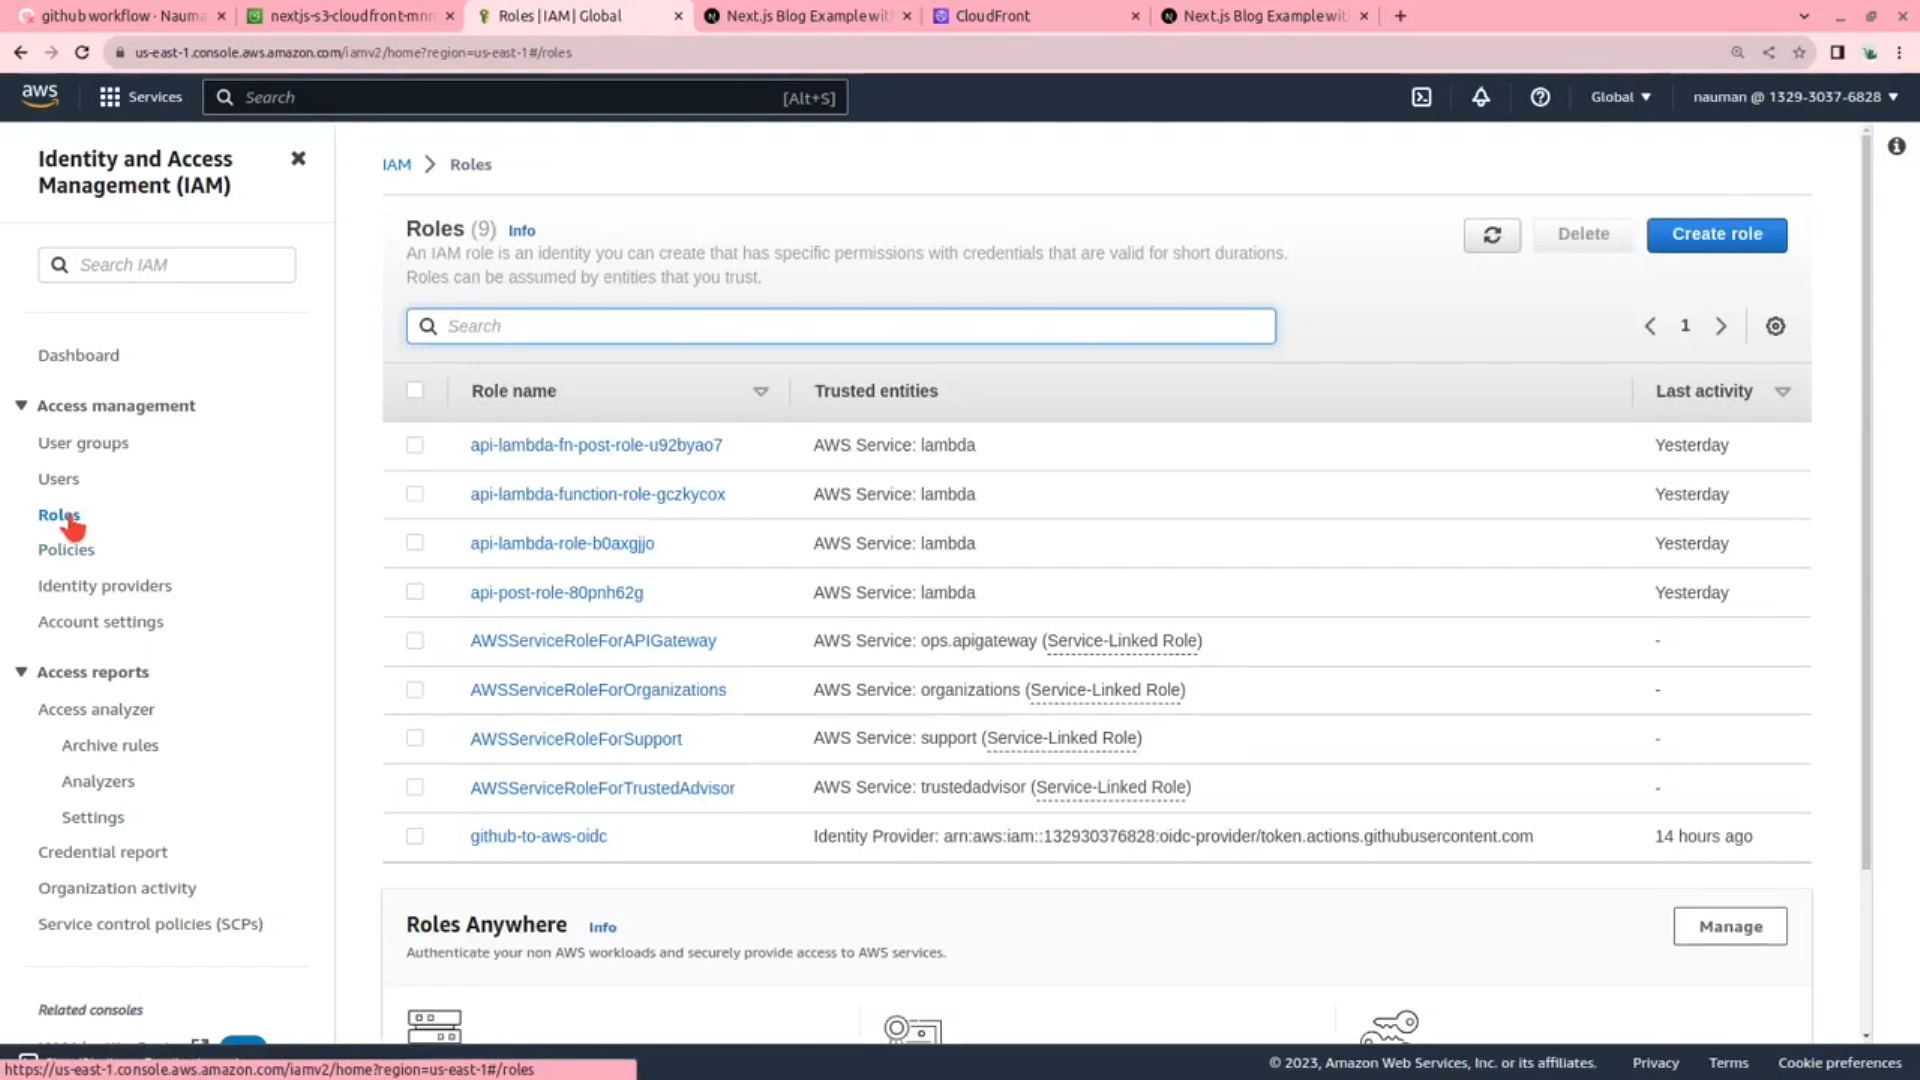 github workflow · Nauma
nextjs-s3-cloudfront-mnn
Roles | IAM | Global
Next.js Blog Example wit
CloudFront
Next.js Blog Example wit
us-east-1.console.aws.amazon.com/iamv2/home?region=us-east-1#/roles
aws
Services
Search
[Alt+S]
Global
nauman @ 1329-3037-6828
Identity and Access
Management (IAM)
Search IAM
Dashboard
Access management
User groups
Users
Roles
Policies
Identity providers
Account settings
Access reports
Access analyzer
Archive rules
Analyzers
Settings
Credential report
Organization activity
Service control policies (SCPs)
Related consoles
IAM > Roles
Roles (9) Info
An IAM role is an identity you can create that has specific permissions with credentials that are valid for short durations.
Roles can be assumed by entities that you trust.
Delete
Create role
Search
1
Role name Trusted entities Last activity
api-lambda-fn-post-role-u92byao7 AWS Service: lambda Yesterday
api-lambda-function-role-gczkycox AWS Service: lambda Yesterday
api-lambda-role-b0axgjjo AWS Service: lambda Yesterday
api-post-role-80pnh62g AWS Service: lambda Yesterday
AWSServiceRoleForAPIGateway AWS Service: ops.apigateway (Service-Linked Role) -
AWSServiceRoleForOrganizations AWS Service: organizations (Service-Linked Role) -
AWSServiceRoleForSupport AWS Service: support (Service-Linked Role) -
AWSServiceRoleForTrustedAdvisor AWS Service: trustedadvisor (Service-Linked Role) -
github-to-aws-oidc Identity Provider: arn:aws:iam::132930376828:oidc-provider/token.actions.githubusercontent.com 14 hours ago
Roles Anywhere Info
Authenticate your non AWS workloads and securely provide access to AWS services.
Manage
https://us-east-1.console.aws.amazon.com/iamv2/home?region=us-east-1#/roles
© 2023, Amazon Web Services, Inc. or its affiliates. Privacy Terms Cookie preferences